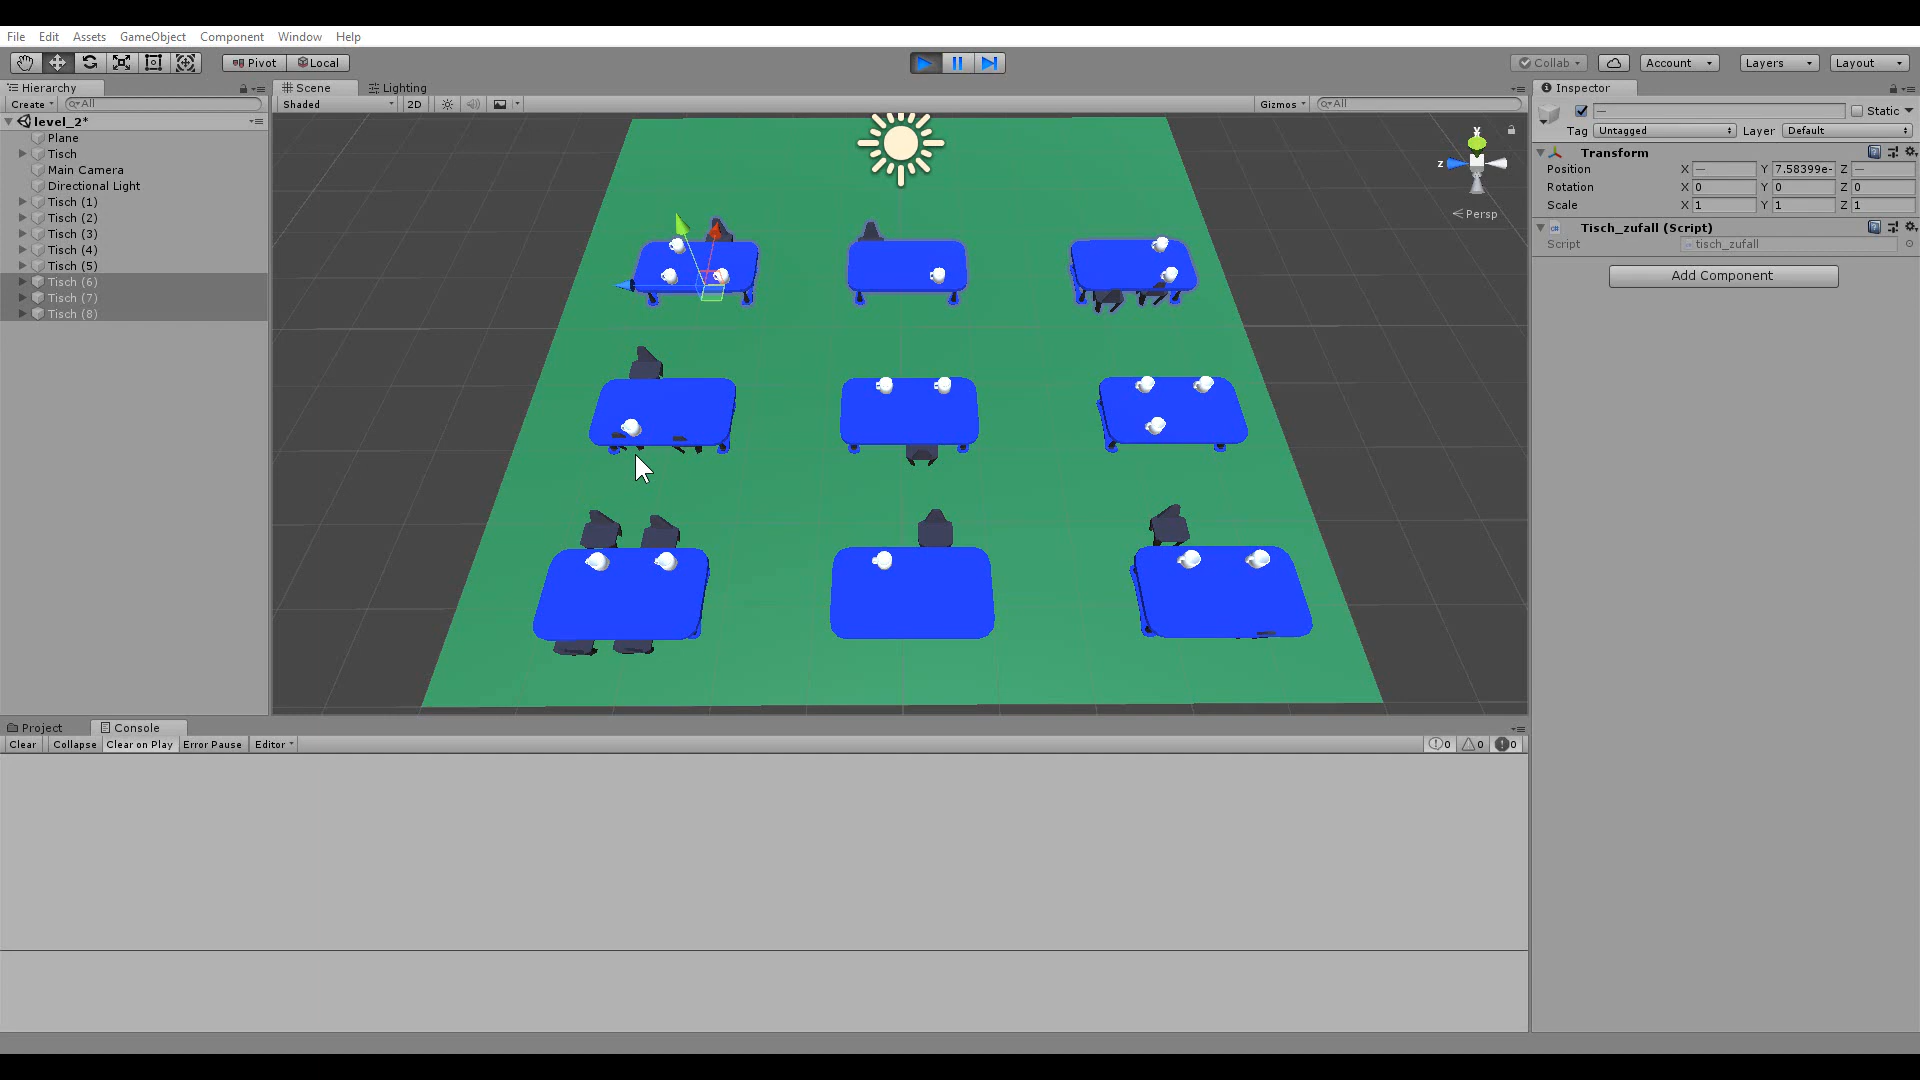 File Edit Assets GameObject Component Window Help
Pivot Local Collab Account Layers Layout
Hierarchy Scene Lighting Inspector
Create All Shaded 2D Gizmos All Static
Tag Untagged Layer Default
level_2*
Plane
Tisch
Main Camera
Directional Light
Tisch (1)
Tisch (2)
Tisch (3)
Tisch (4)
Tisch (5)
Tisch (6)
Tisch (7)
Tisch (8)
y
z
Persp
Transform
Position X — Y 7.58399e- Z —
Rotation X 0 Y 0 Z 0
Scale X 1 Y 1 Z 1
Tisch_zufall (Script)
Script tisch_zufall
Add Component
Project Console
Clear Collapse Clear on Play Error Pause Editor 0 0 0